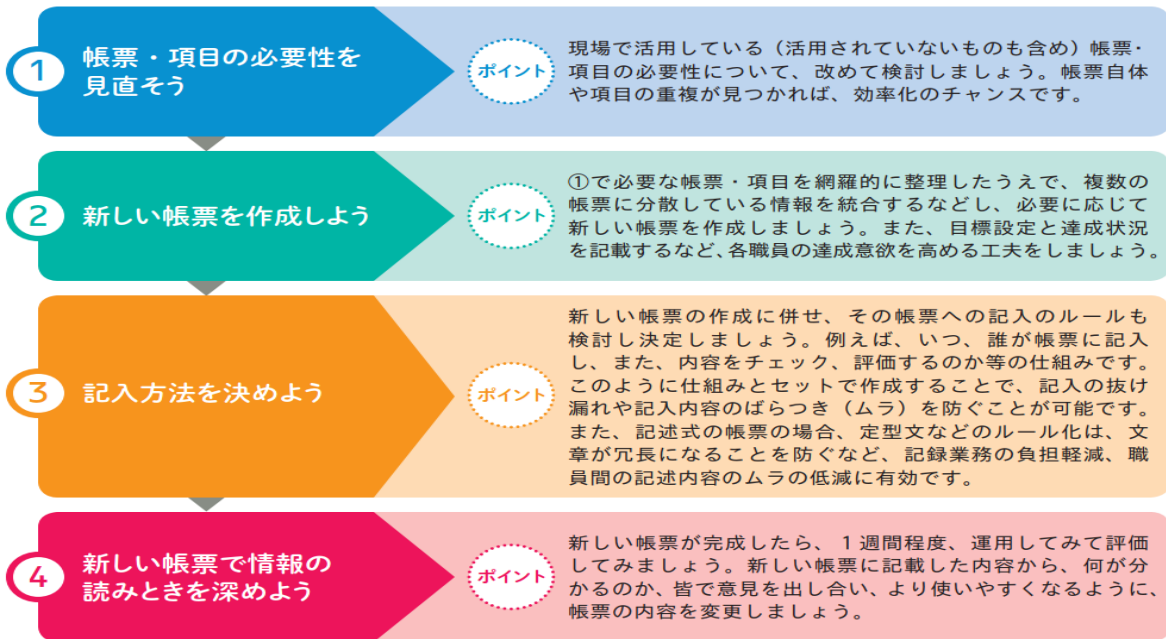 1
帳票・項目の必要性を
見直そう
ポイント
現場で活用している（活用されていないものも含め）帳票・
項目の必要性について、改めて検討しましょう。帳票自体
や項目の重複が見つかれば、効率化のチャンスです。
2
新しい帳票を作成しよう
ポイント
①で必要な帳票・項目を網羅的に整理したうえで、複数の
帳票に分散している情報を統合するなどし、必要に応じて
新しい帳票を作成しましょう。また、目標設定と達成状況
を記載するなど、各職員の達成意欲を高める工夫をしましょう。
3
記入方法を決めよう
ポイント
新しい帳票の作成に併せ、その帳票への記入のルールも
検討し決定しましょう。例えば、いつ、誰が帳票に記入
し、また、内容をチェック、評価するのか等の仕組みです。
このように仕組みとセットで作成することで、記入の抜け
漏れや記入内容のばらつき（ムラ）を防ぐことが可能です。
また、記述式の帳票の場合、定型文などのルール化は、文
章が冗長になることを防ぐなど、記録業務の負担軽減、職
員間の記述内容のムラの低減に有効です。
4
新しい帳票で情報の
読みときを深めよう
ポイント
新しい帳票が完成したら、１週間程度、運用してみて評価
してみましょう。新しい帳票に記載した内容から、何が分
かるのか、皆で意見を出し合い、より使いやすくなるように、
帳票の内容を変更しましょう。